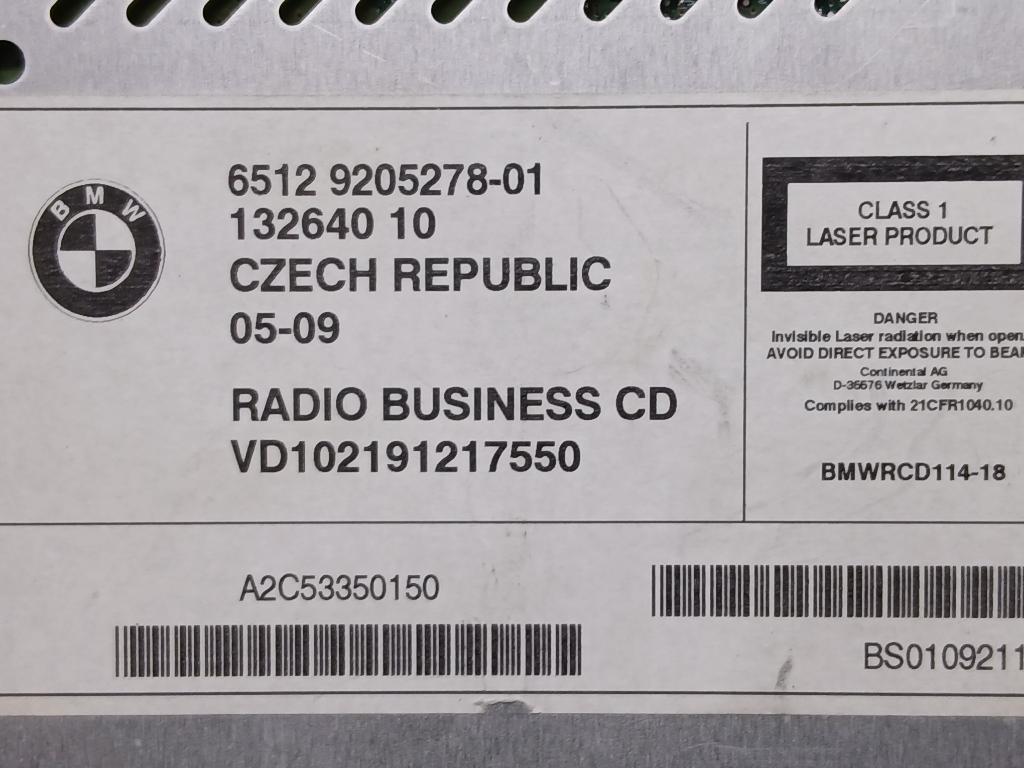 BMW
6512 9205278-01
132640 10
CZECH REPUBLIC
05-09
RADIO BUSINESS CD
VD102191217550
CLASS 1
LASER PRODUCT
DANGER
Invisible Laser radiation when open.
AVOID DIRECT EXPOSURE TO BEAM
Continental AG
D-35576 Wetzlar Germany
Complies with 21CFR1040.10
BMWRCD114-18
A2C53350150
BS0109211